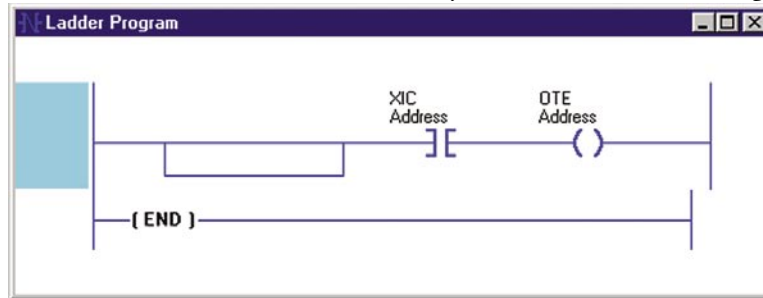 Ladder Program
XIC OTE
Address Address
( END )